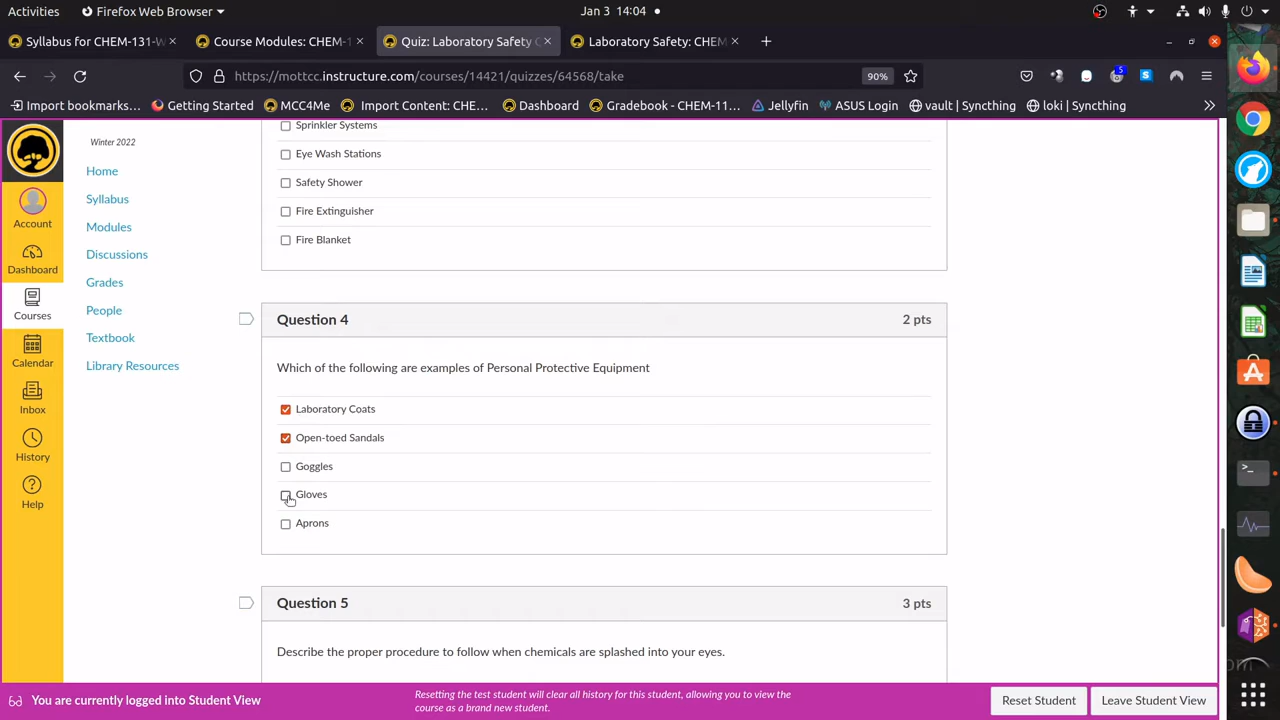 Activities
Firefox Web Browser
Jan 3 14:04
Syllabus for CHEM-131-W
Course Modules: CHEM-1
Quiz: Laboratory Safety
Laboratory Safety: CHEM
https://mottcc.instructure.com/courses/14421/quizzes/64568/take
90%
5
Import bookmarks...
Getting Started
MCC4Me
Import Content: CHE...
Dashboard
Gradebook - CHEM-11...
Jellyfin
ASUS Login
vault | Syncthing
loki | Syncthing
Account
Dashboard
Courses
Calendar
Inbox
History
Help
Winter 2022
Home
Syllabus
Modules
Discussions
Grades
People
Textbook
Library Resources
Sprinkler Systems
Eye Wash Stations
Safety Shower
Fire Extinguisher
Fire Blanket
Question 4
2 pts
Which of the following are examples of Personal Protective Equipment
Laboratory Coats
Open-toed Sandals
Goggles
Gloves
Aprons
Question 5
3 pts
Describe the proper procedure to follow when chemicals are splashed into your eyes.
You are currently logged into Student View
Resetting the test student will clear all history for this student, allowing you to view the
course as a brand new student.
Reset Student
Leave Student View